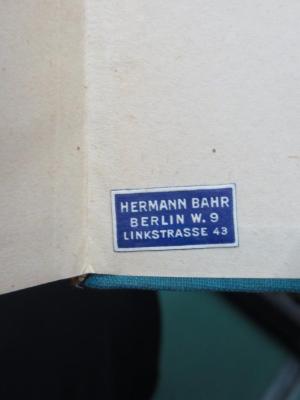 HERMANN BAHR
BERLIN W. 9
LINKSTRASSE 43